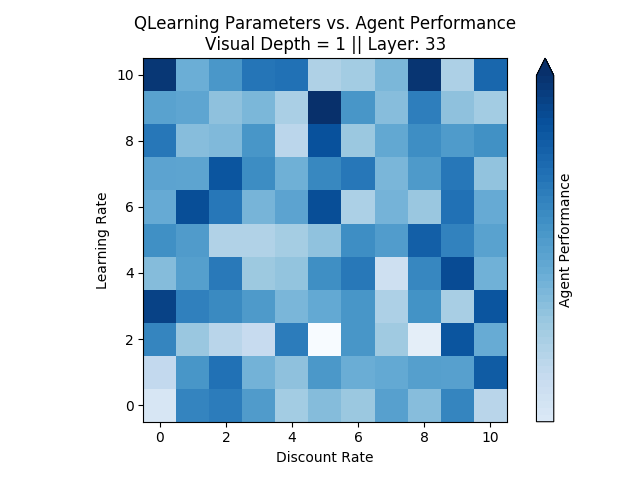 QLearning Parameters vs. Agent Performance
Visual Depth = 1 || Layer: 33
10
8
6
4
2
0
Learning Rate
0 2 4 6 8 10
Discount Rate
Agent Performance